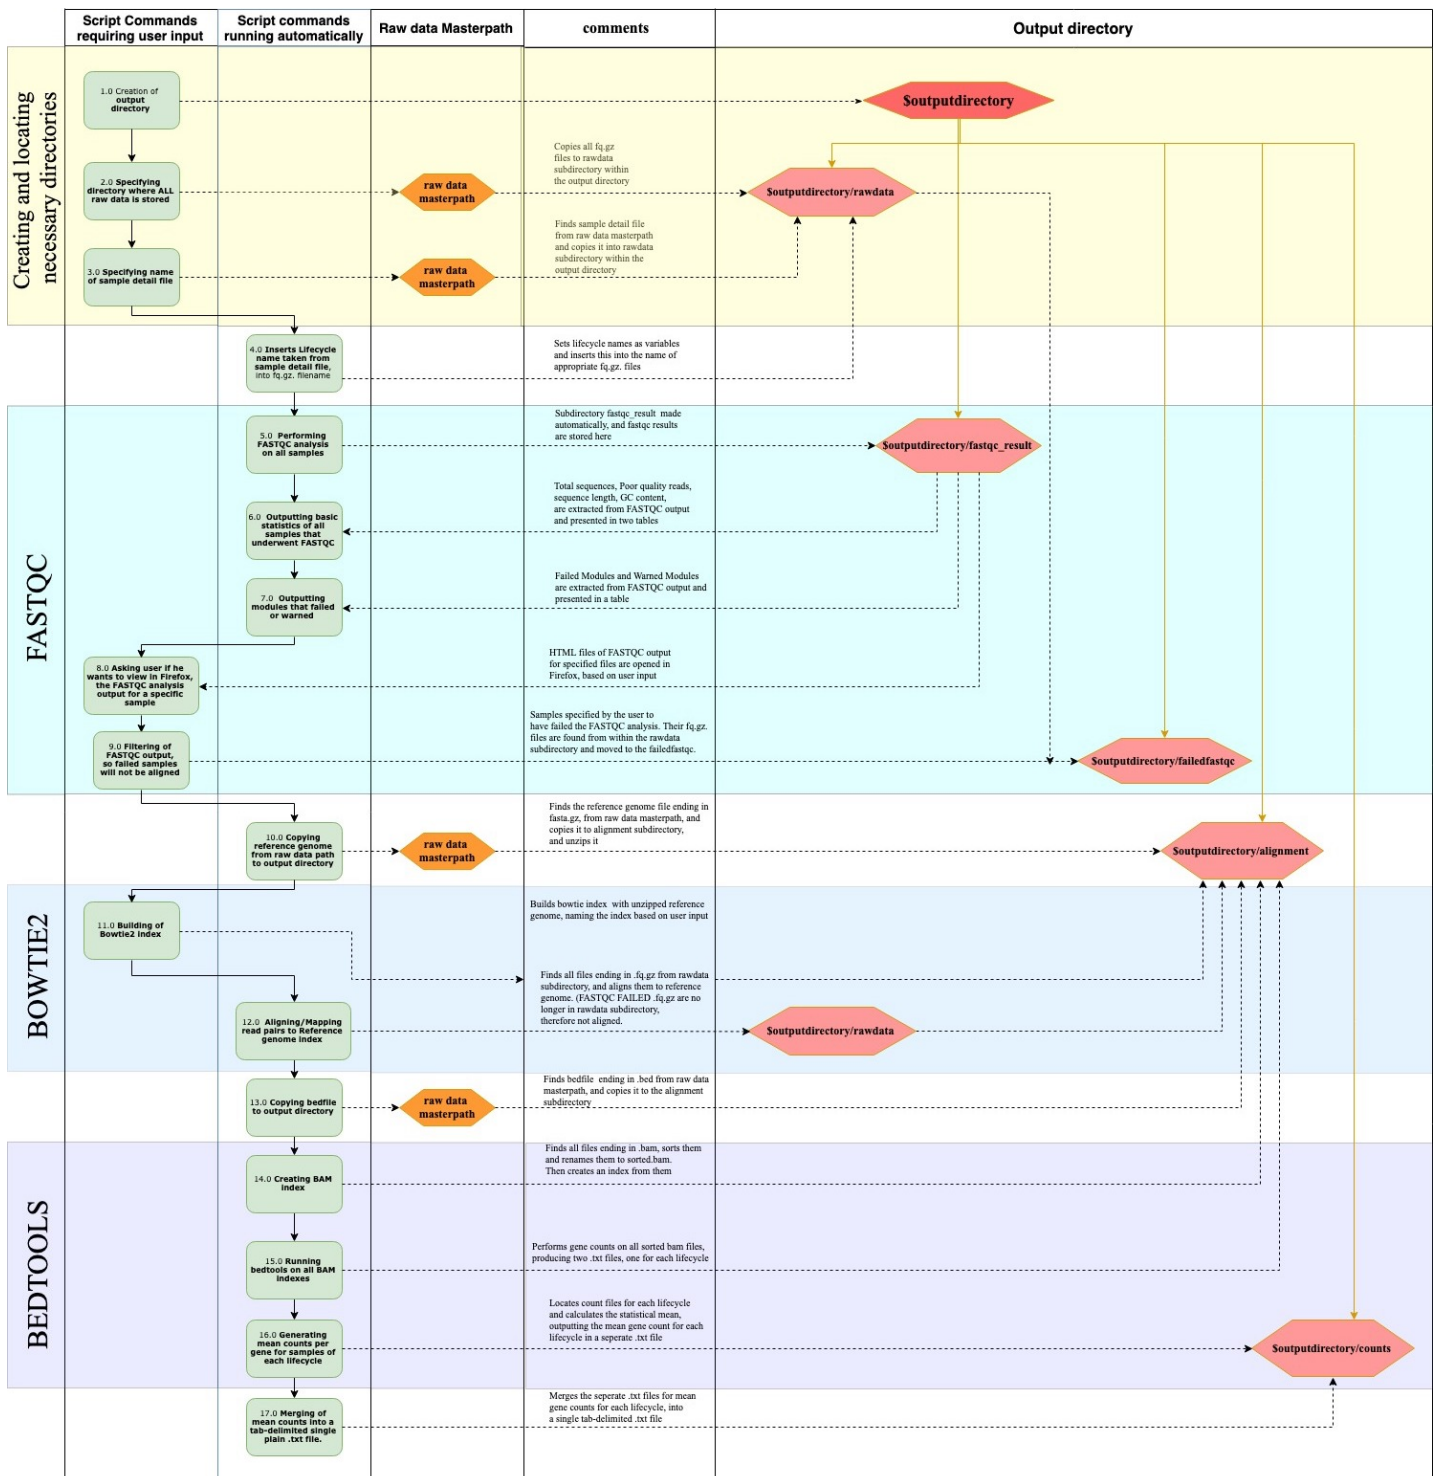 Script Commands
requiring user input
Script commands
running automatically
Raw data Masterpath
comments
Output directory
Creating and locating
necessary directories
1.0 Creation of
output
directory
$outputdirectory
2.0 Specifying
directory where ALL
raw data is stored
raw data
masterpath
Copies all fq.gz
files to rawdata
subdirectory within
the output directory
$outputdirectory/rawdata
3.0 Specifying name
of sample detail file
raw data
masterpath
Finds sample detail file
from raw data masterpath
and copies it into rawdata
subdirectory within the
output directory
4.0 Inserts Lifecycle
name taken from
sample detail file,
into fq.gz. filename
Sets lifecycle names as variables
and inserts this into the name of
appropriate fq.gz. files
FASTQC
5.0 Performing
FASTQC analysis
on all samples
Subdirectory fastqc_result made
automatically, and fastqc results
are stored here
$outputdirectory/fastqc_result
6.0 Outputting basic
statistics of all
samples that
underwent FASTQC
Total sequences, Poor quality reads,
sequence length, GC content,
are extracted from FASTQC output
and presented in two tables
7.0 Outputting
modules that failed
or warned
Failed Modules and Warned Modules
are extracted from FASTQC output and
presented in a table
8.0 Asking user if he
wants to view in Firefox,
the FASTQC analysis
output for a specific
sample
HTML files of FASTQC output
for specified files are opened in
Firefox, based on user input
9.0 Filtering of
FASTQC output,
so failed samples
will not be aligned
Samples specified by the user to
have failed the FASTQC analysis. Their fq.gz.
files are found from within the rawdata
subdirectory and moved to the failedfastqc.
$outputdirectory/failedfastqc
10.0 Copying
reference genome
from raw data path
to output directory
raw data
masterpath
Finds the reference genome file ending in
fasta.gz, from raw data masterpath, and
copies it to alignment subdirectory,
and unzips it
$outputdirectory/alignment
BOWTIE2
11.0 Building of
Bowtie2 index
Builds bowtie index with unzipped reference
genome, naming the index based on user input
12.0 Aligning/Mapping
read pairs to Reference
genome index
Finds all files ending in .fq.gz from rawdata
subdirectory, and aligns them to reference
genome. (FASTQC FAILED .fq.gz are no
longer in rawdata subdirectory,
therefore not aligned.
$outputdirectory/rawdata
13.0 Copying bedfile
to output directory
raw data
masterpath
Finds bedfile ending in .bed from raw data
masterpath, and copies it to the alignment
subdirectory
BEDTOOLS
14.0 Creating BAM
index
Finds all files ending in .bam, sorts them
and renames them to sorted.bam.
Then creates an index from them
15.0 Running
bedtools on all BAM
indexes
Performs gene counts on all sorted bam files,
producing two .txt files, one for each lifecycle
16.0 Generating
mean counts per
gene for samples of
each lifecycle
Locates count files for each lifecycle
and calculates the statistical mean,
outputting the mean gene count for each
lifecycle in a seperate .txt file
$outputdirectory/counts
17.0 Merging of
mean counts into a
tab-delimited single
plain .txt file.
Merges the seperate .txt files for mean
gene counts for each lifecycle, into
a single tab-delimited .txt file